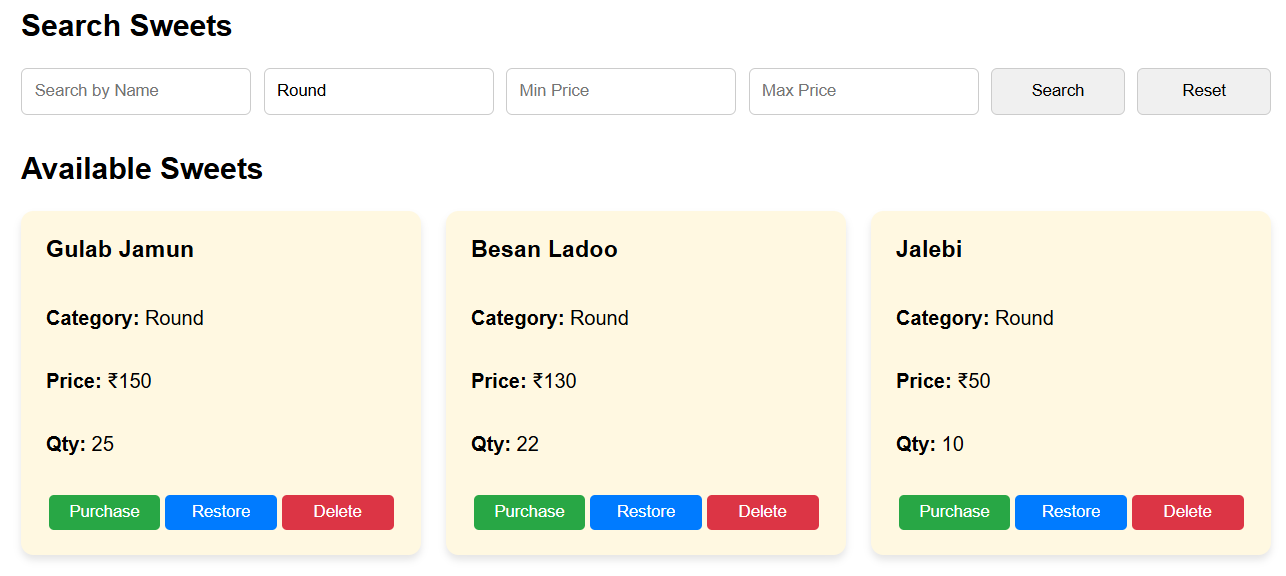 Search Sweets
Search by Name Round Min Price Max Price Search Reset
Available Sweets
Gulab Jamun
Category: Round
Price: ₹150
Qty: 25
Purchase Restore Delete
Besan Ladoo
Category: Round
Price: ₹130
Qty: 22
Purchase Restore Delete
Jalebi
Category: Round
Price: ₹50
Qty: 10
Purchase Restore Delete